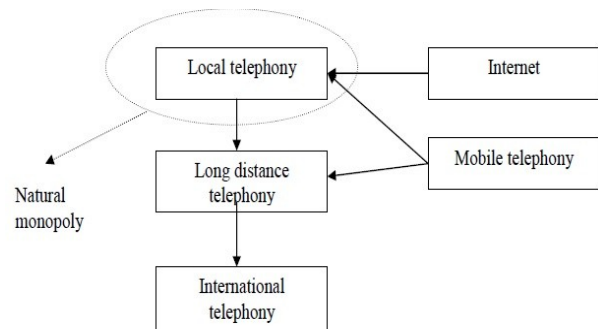 Local telephony
Internet
Long distance
telephony
Mobile telephony
Natural
monopoly
International
telephony